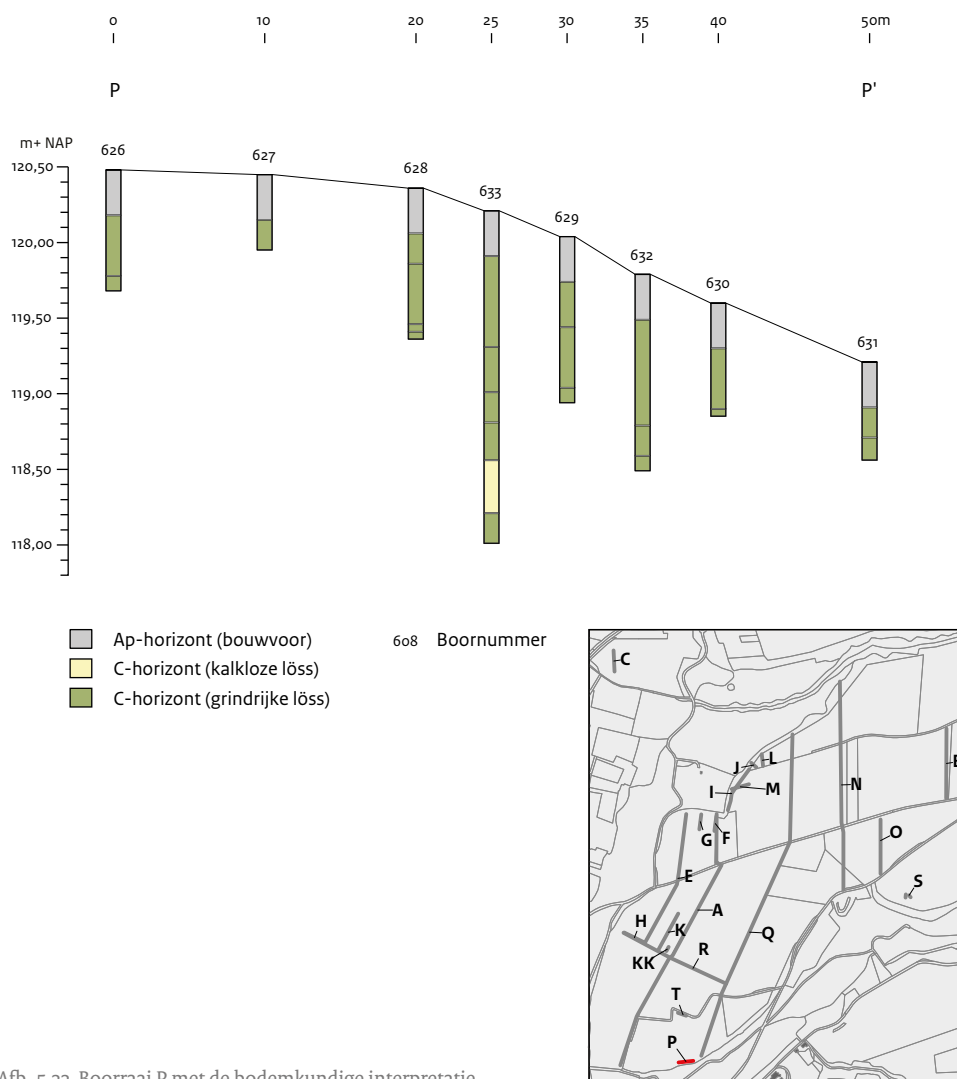 0 10 20 25 30 35 40 50m
P P'
m+ NAP
626 627 628 633 629 632 630 631
120,50
120,00
119,50
119,00
118,50
118,00
Ap-horizont (bouwvoor)
C-horizont (kalkloze löss)
C-horizont (grindrijke löss)
608 Boornummer
C
J L
I M N
G F O
E S
A
H K Q
KK R
T
P